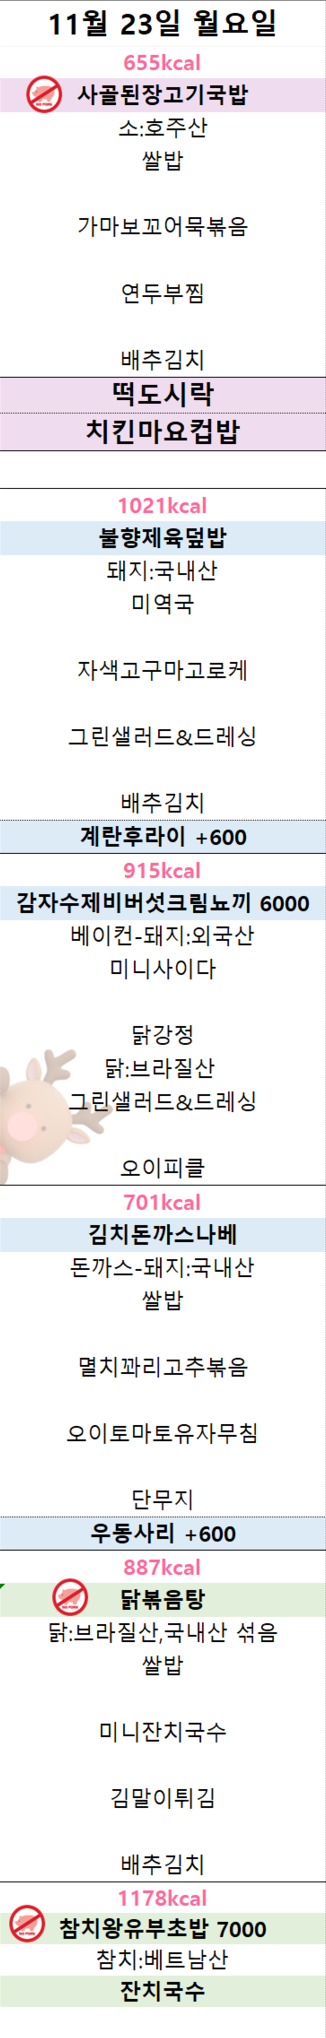 11월 23일 월요일
655kcal
사골된장고기국밥
소:호주산
쌀밥
가마보꼬어묵볶음
연두부찜
배추김치
떡도시락
치킨마요컵밥
1021kcal
불향제육덮밥
돼지:국내산
미역국
자색고구마고로케
그린샐러드&드레싱
배추김치
계란후라이 +600
915kcal
감자수제비버섯크림뇨끼 6000
베이컨-돼지:외국산
미니사이다
닭강정
닭:브라질산
그린샐러드&드레싱
오이피클
701kcal
김치돈까스나베
돈까스-돼지:국내산
쌀밥
멸치꽈리고추볶음
오이토마토유자무침
단무지
우동사리 +600
887kcal
닭볶음탕
닭:브라질산,국내산 섞음
쌀밥
미니잔치국수
김말이튀김
배추김치
1178kcal
참치왕유부초밥 7000
참치:베트남산
잔치국수